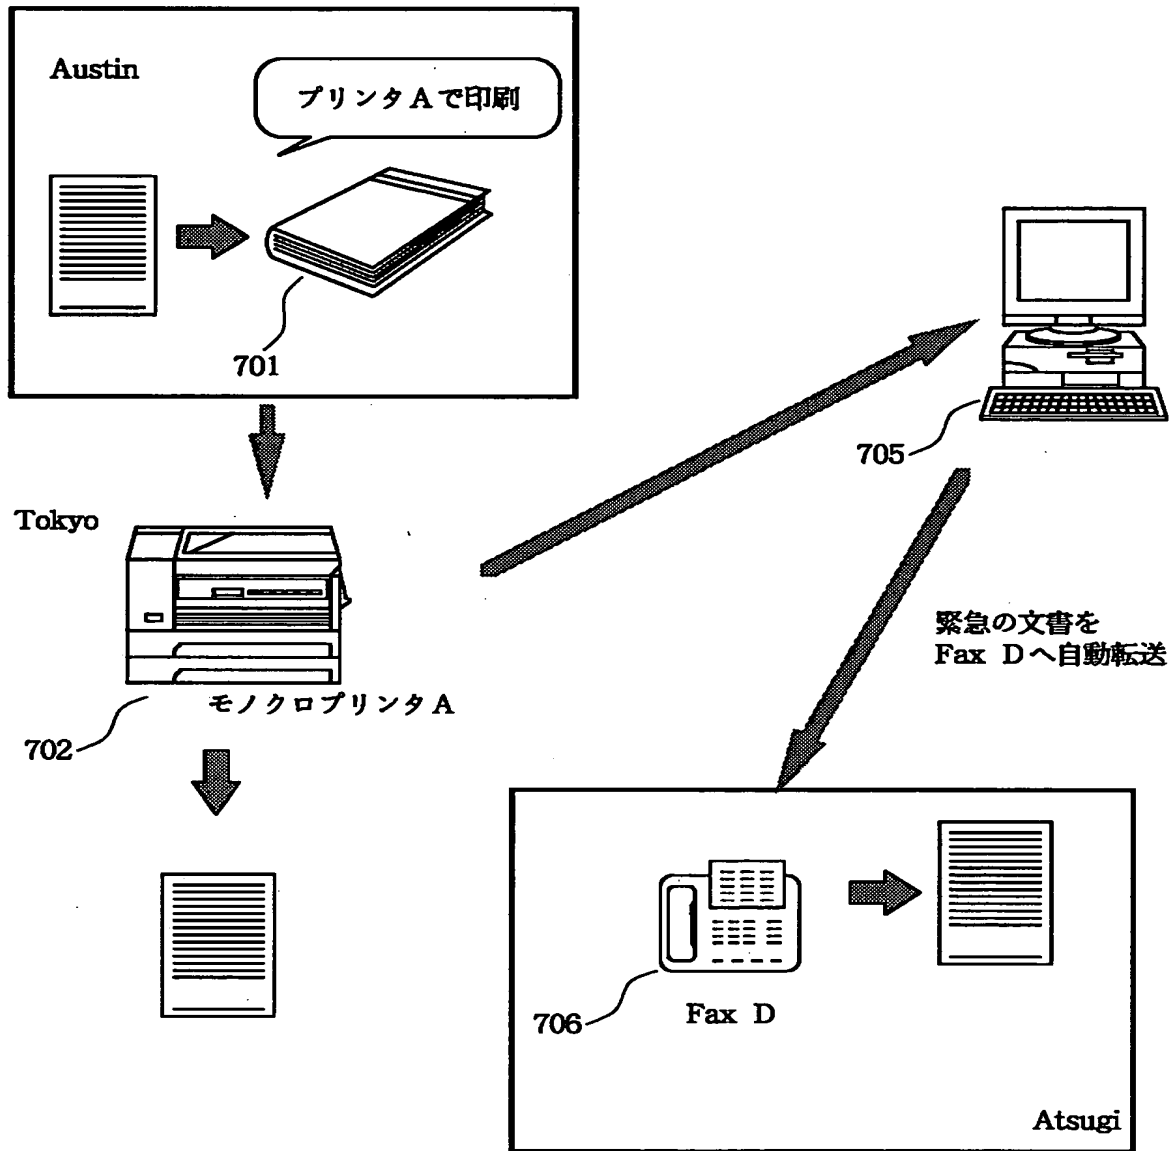 Austin
プリンタAで印刷
701
705
Tokyo
モノクロプリンタA
702
緊急の文書を
Fax Dへ自動転送
706
Fax D
Atsugi